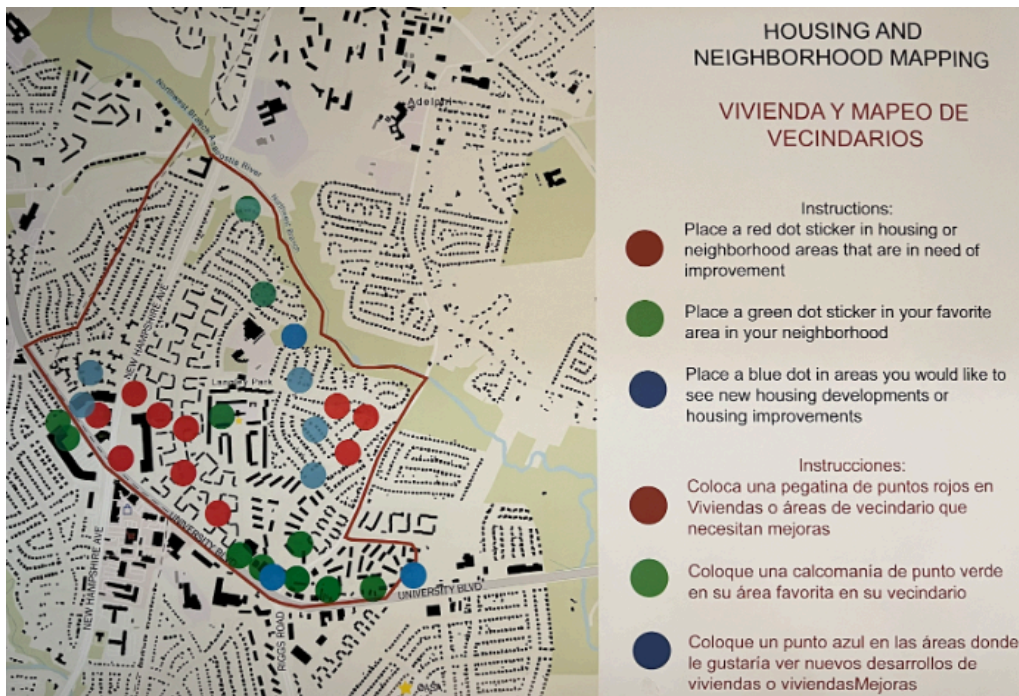 HOUSING AND
NEIGHBORHOOD MAPPING
VIVIENDA Y MAPEO DE
VECINDARIOS
Instructions:
Place a red dot sticker in housing or
neighborhood areas that are in need of
improvement
Place a green dot sticker in your favorite
area in your neighborhood
Place a blue dot in areas you would like to
see new housing developments or
housing improvements
Instrucciones:
Coloca una pegatina de puntos rojos en
Viviendas o áreas de vecindario que
necesitan mejoras
Coloque una calcomanía de punto verde
en su área favorita en su vecindario
Coloque un punto azul en las áreas donde
le gustaría ver nuevos desarrollos de
viviendas o viviendasMejoras
Northwest Branch Anacostia River
Northwest Branch
Adelphi
NEW HAMPSHIRE AVE
Langley Park
UNIVERSITY
NEW HAMPSHIRE AVE
RIGGS ROAD
UNIVERSITY BLVD